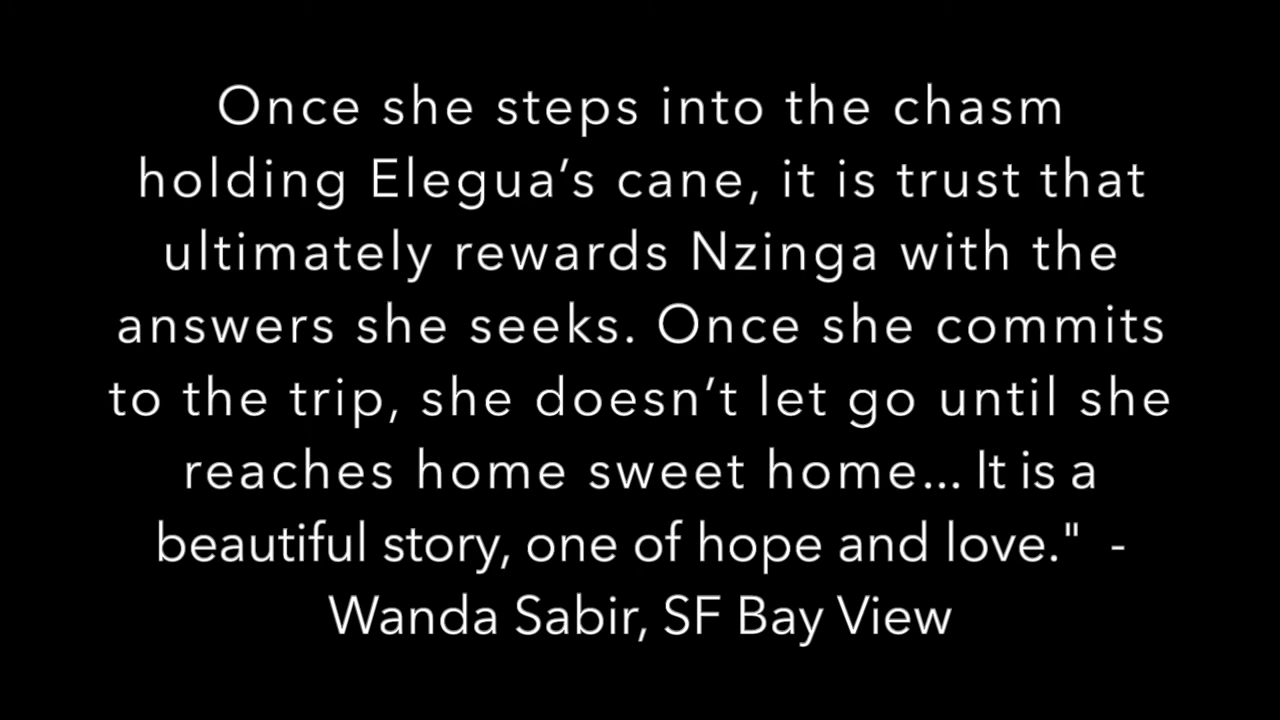 Once she steps into the chasm
holding Elegua’s cane, it is trust that
ultimately rewards Nzinga with the
answers she seeks. Once she commits
to the trip, she doesn’t let go until she
reaches home sweet home... It is a
beautiful story, one of hope and love."  -
Wanda Sabir, SF Bay View